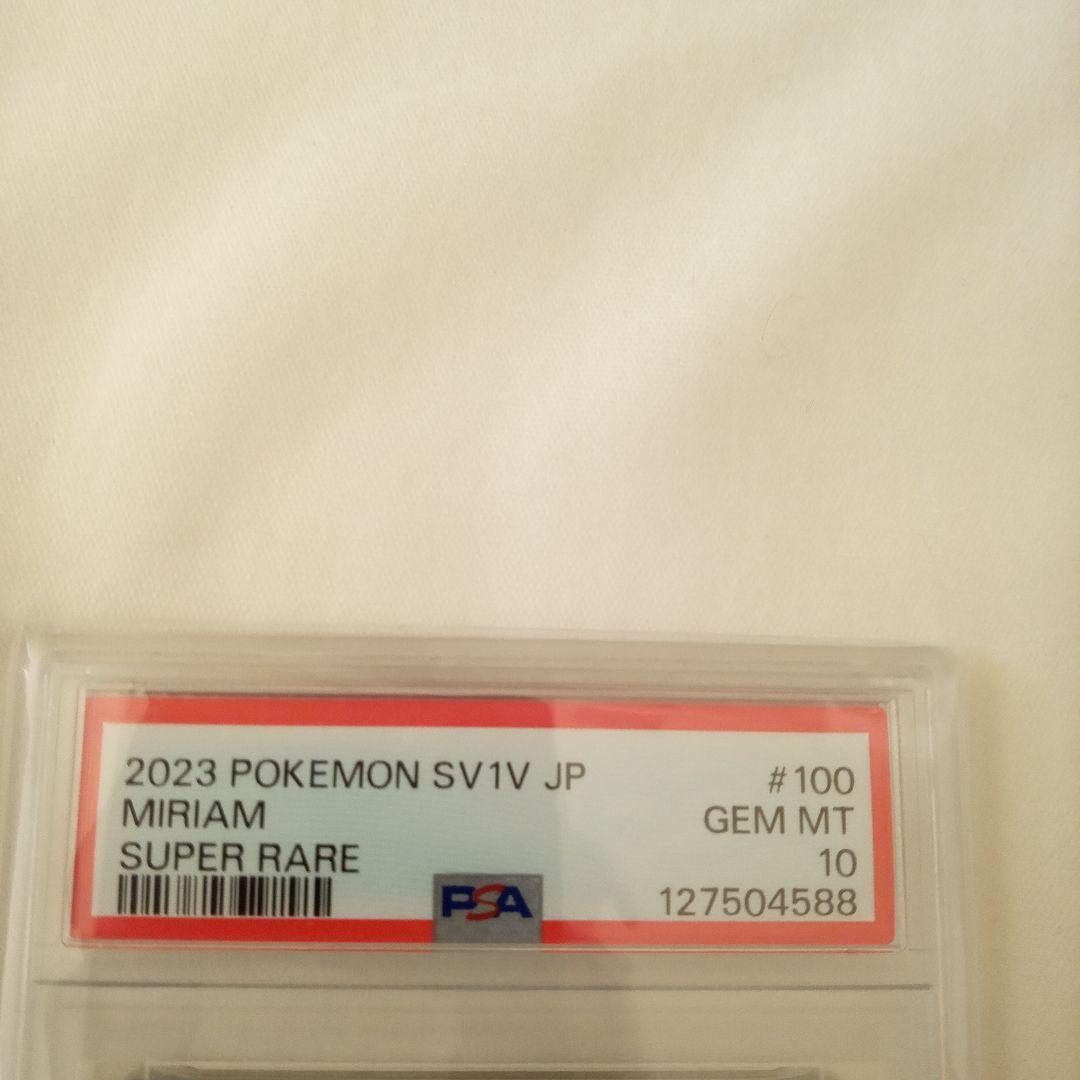 2023 POKEMON SV1V JP #100
MIRIAM GEM MT
SUPER RARE 10
PSA 127504588